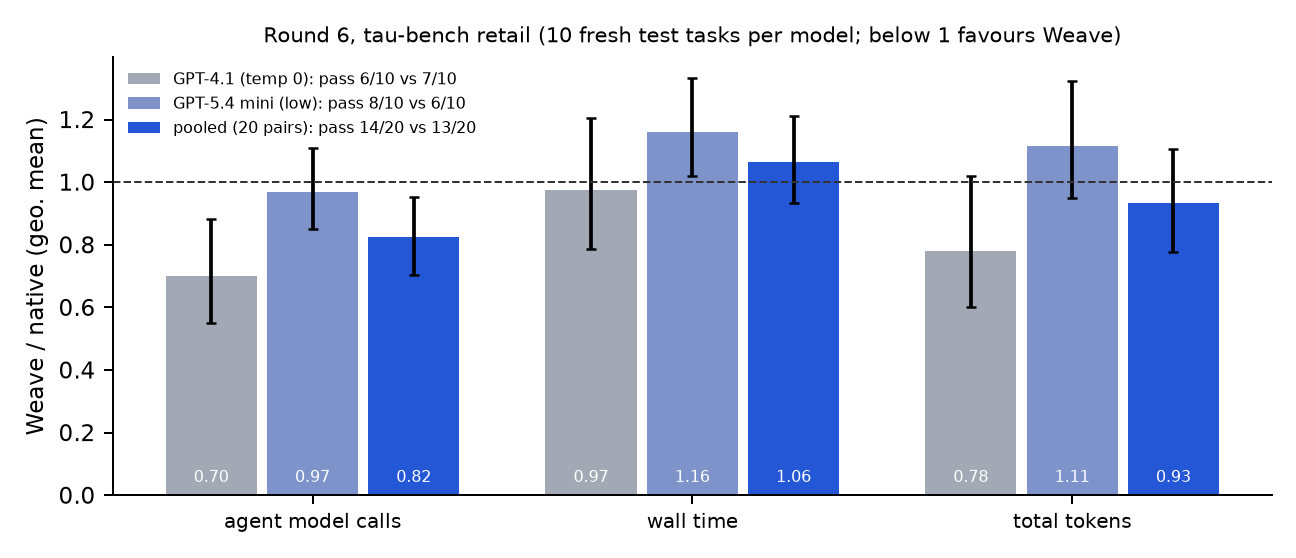 Round 6, tau-bench retail (10 fresh test tasks per model; below 1 favours Weave)
GPT-4.1 (temp 0): pass 6/10 vs 7/10
GPT-5.4 mini (low): pass 8/10 vs 6/10
pooled (20 pairs): pass 14/20 vs 13/20
Weave / native (geo. mean)
1.2
1.0
0.8
0.6
0.4
0.2
0.0
0.70 0.97 0.82 0.97 1.16 1.06 0.78 1.11 0.93
agent model calls wall time total tokens